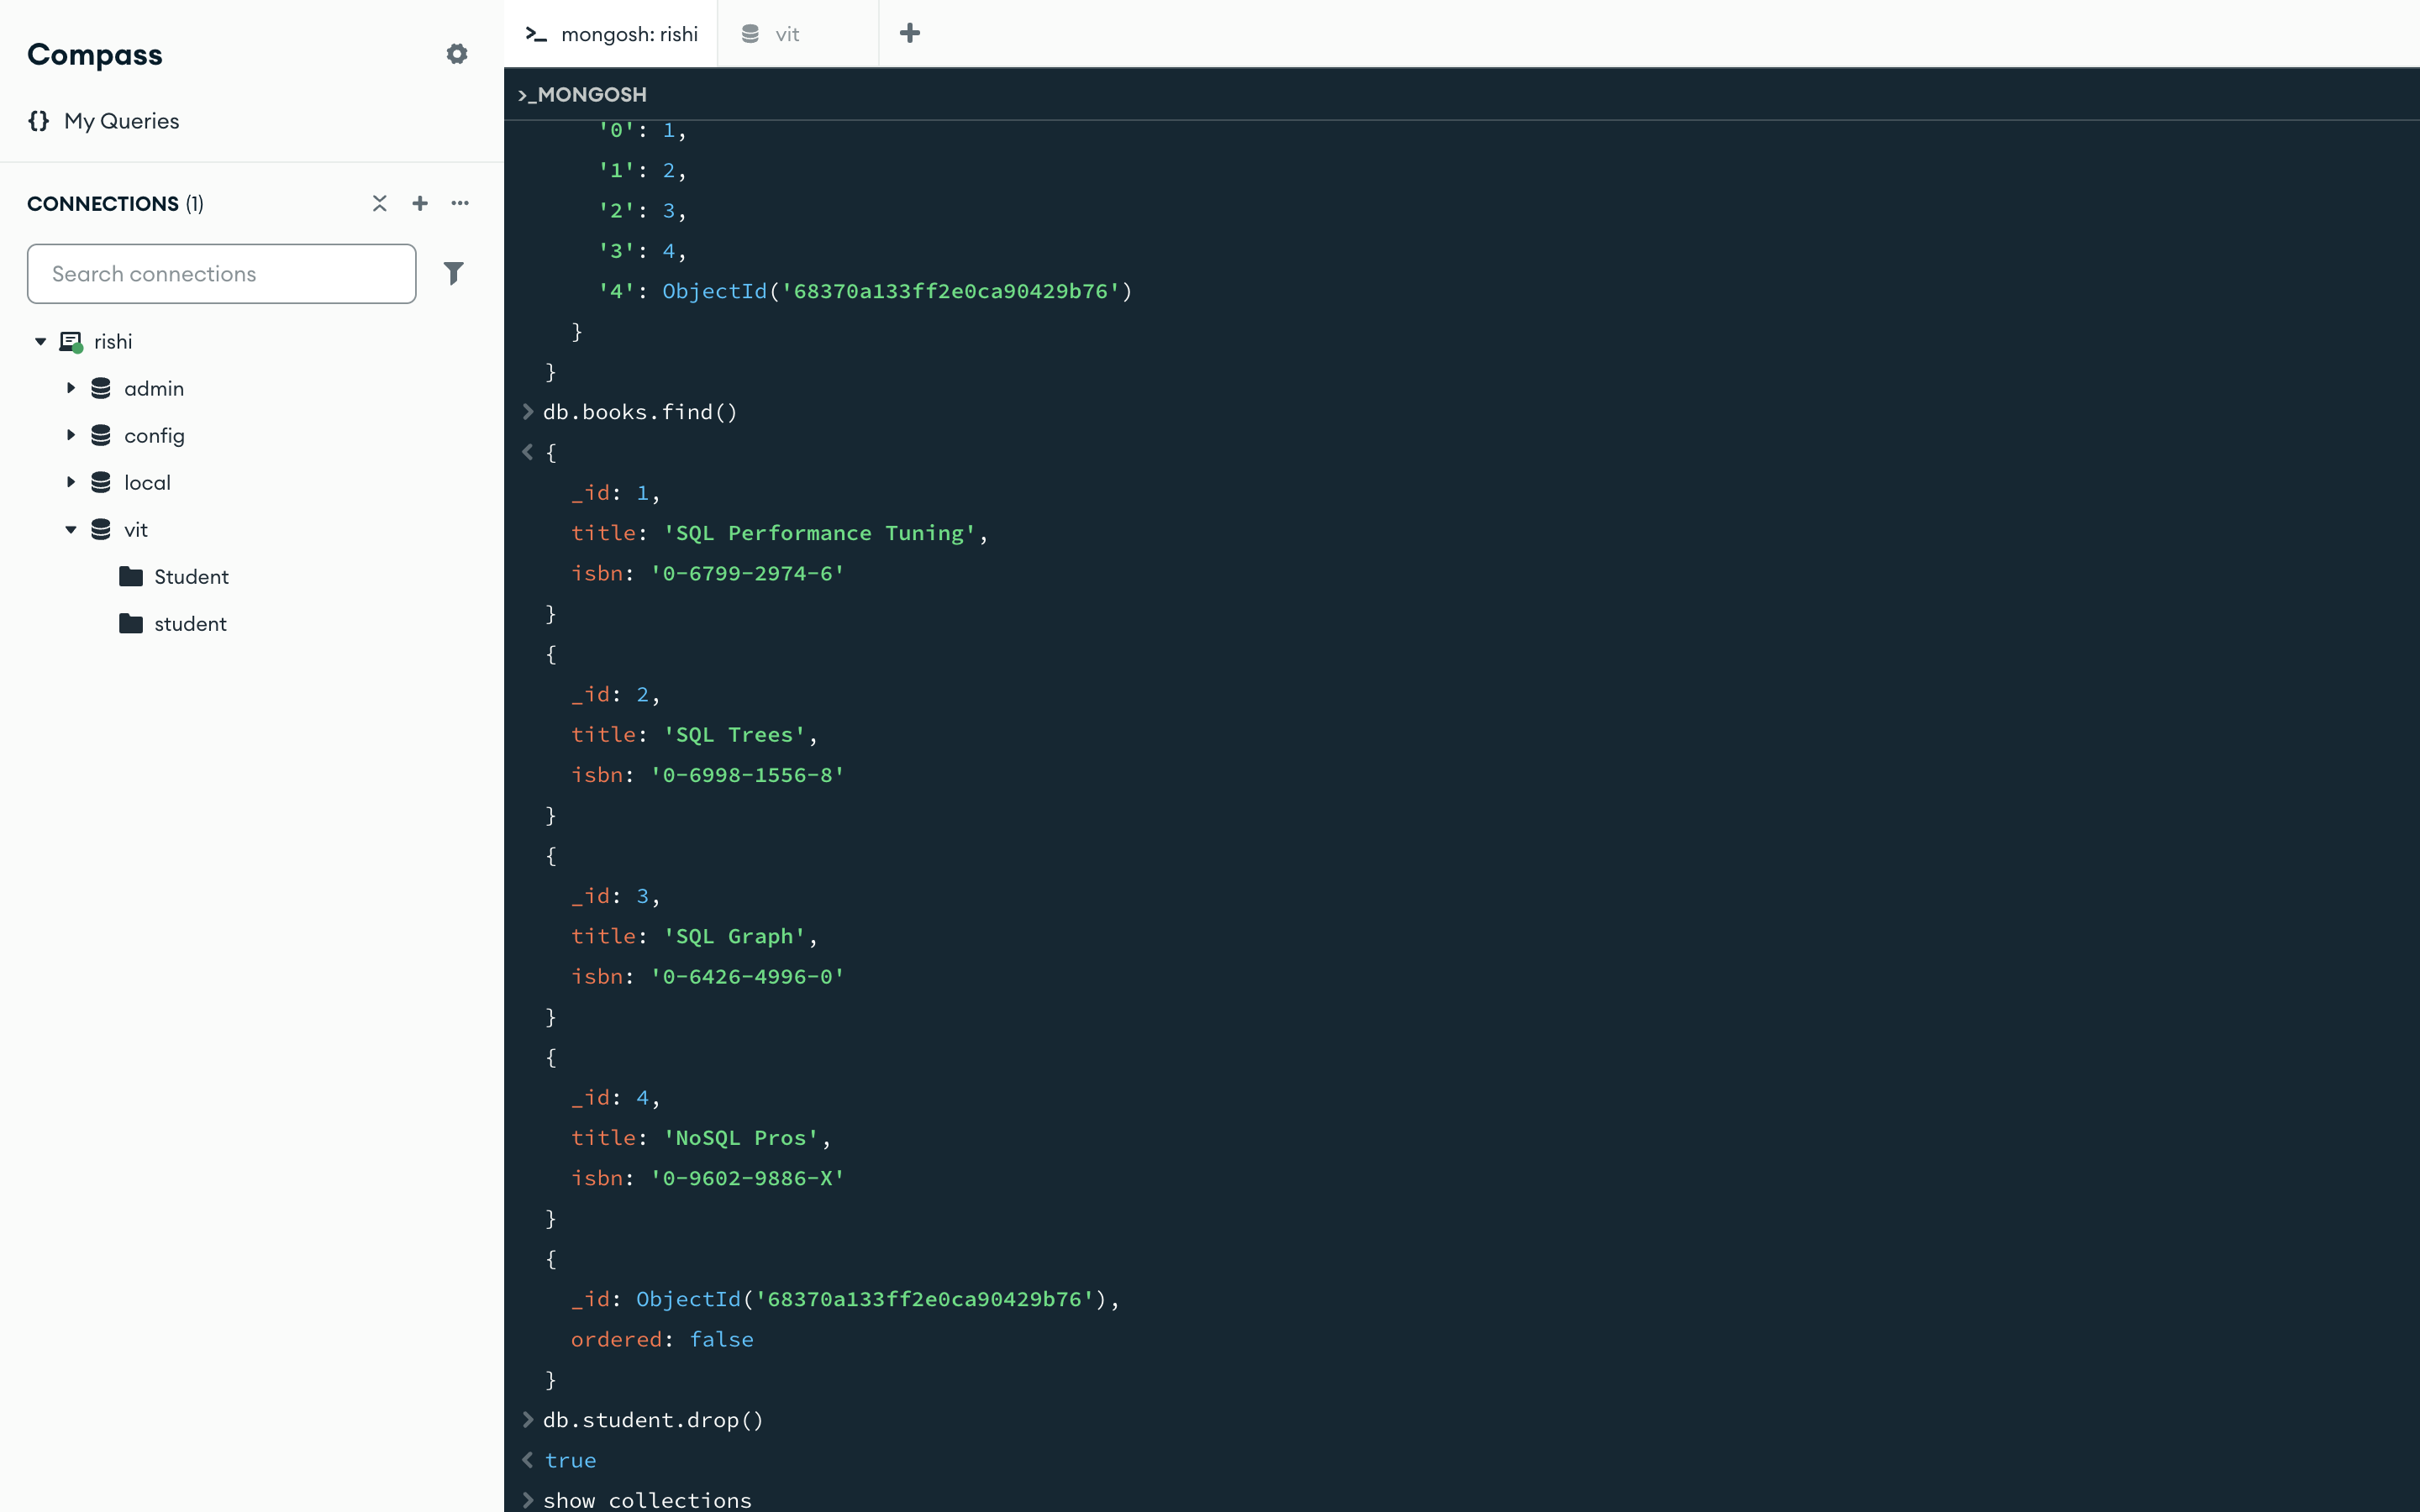 Compass
{} My Queries
CONNECTIONS (1)
Search connections
rishi
admin
config
local
vit
Student
student
>_ mongosh: rishi
vit
>_MONGOSH
'0': 1,
'1': 2,
'2': 3,
'3': 4,
'4': ObjectId('68370a133ff2e0ca90429b76')
}
}
> db.books.find()
< {
_id: 1,
title: 'SQL Performance Tuning',
isbn: '0-6799-2974-6'
}
{
_id: 2,
title: 'SQL Trees',
isbn: '0-6998-1556-8'
}
{
_id: 3,
title: 'SQL Graph',
isbn: '0-6426-4996-0'
}
{
_id: 4,
title: 'NoSQL Pros',
isbn: '0-9602-9886-X'
}
{
_id: ObjectId('68370a133ff2e0ca90429b76'),
ordered: false
}
> db.student.drop()
< true
> show collections